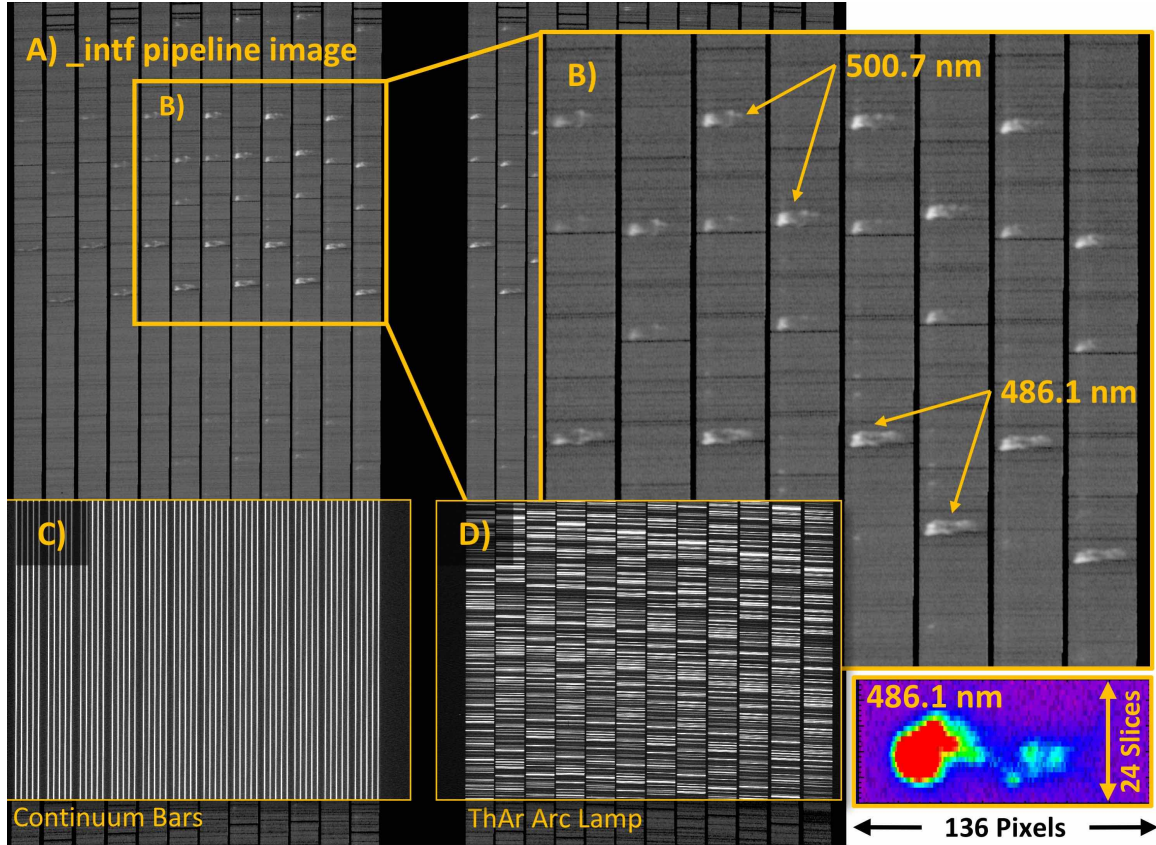 A) _intf pipeline image
B)
B)
500.7 nm
486.1 nm
C)
D)
486.1 nm
24 Slices
Continuum Bars
ThAr Arc Lamp
136 Pixels